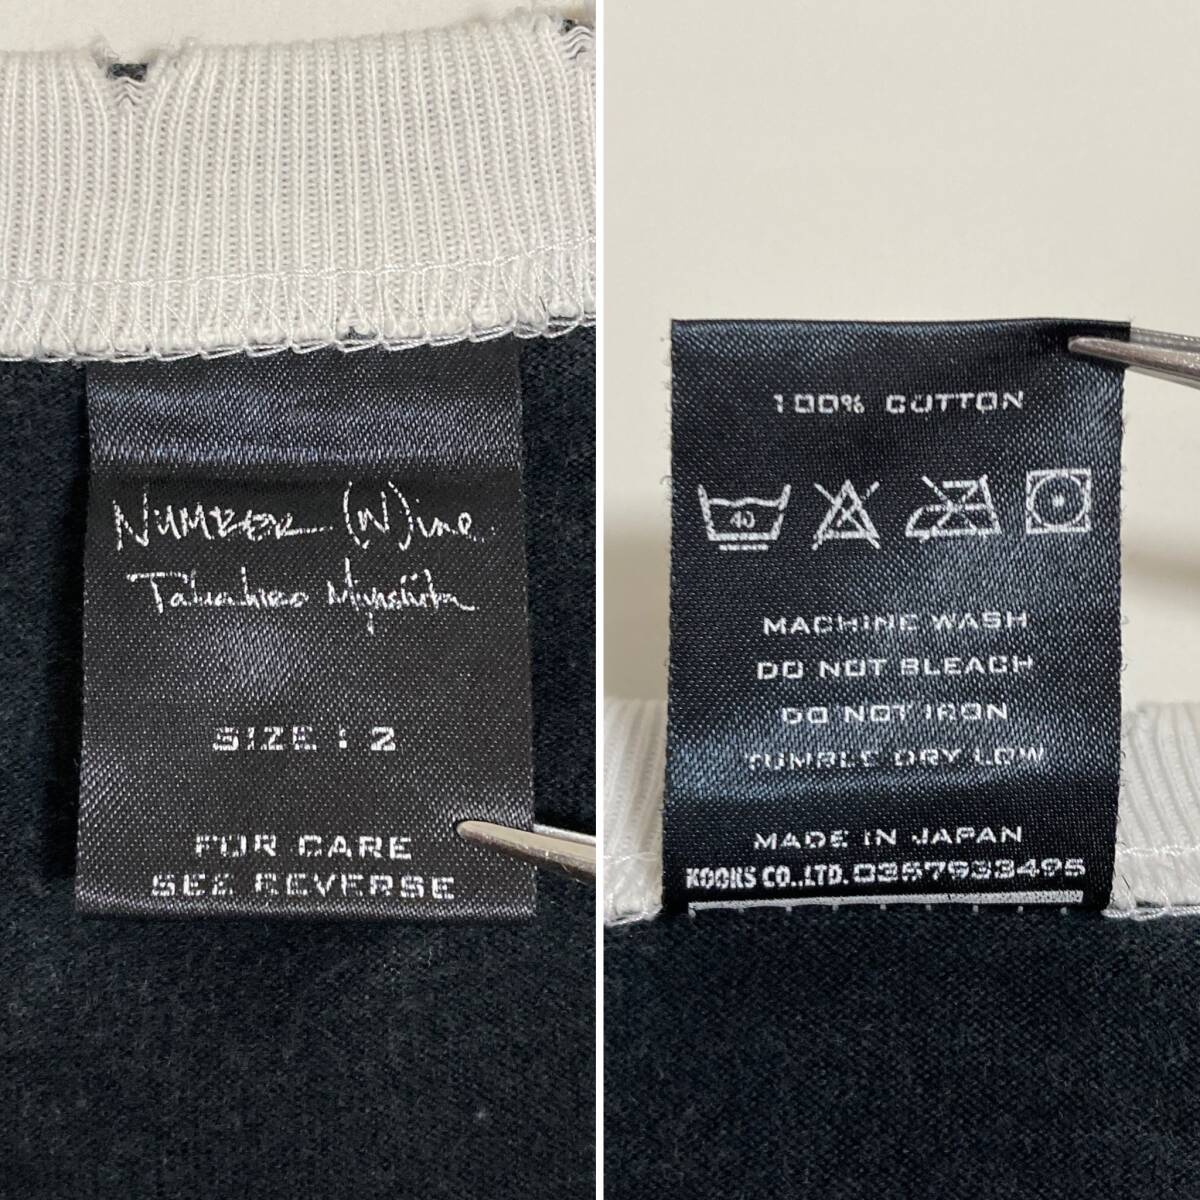 NUMBER (N)ine
Takahiro Miyashita
SIZE : 2
FOR CARE
SEE REVERSE
100% COTTON
40
MACHINE WASH
DO NOT BLEACH
DO NOT IRON
TUMBLE DRY LOW
MADE IN JAPAN
KOOKS CO.,LTD. 0357933495